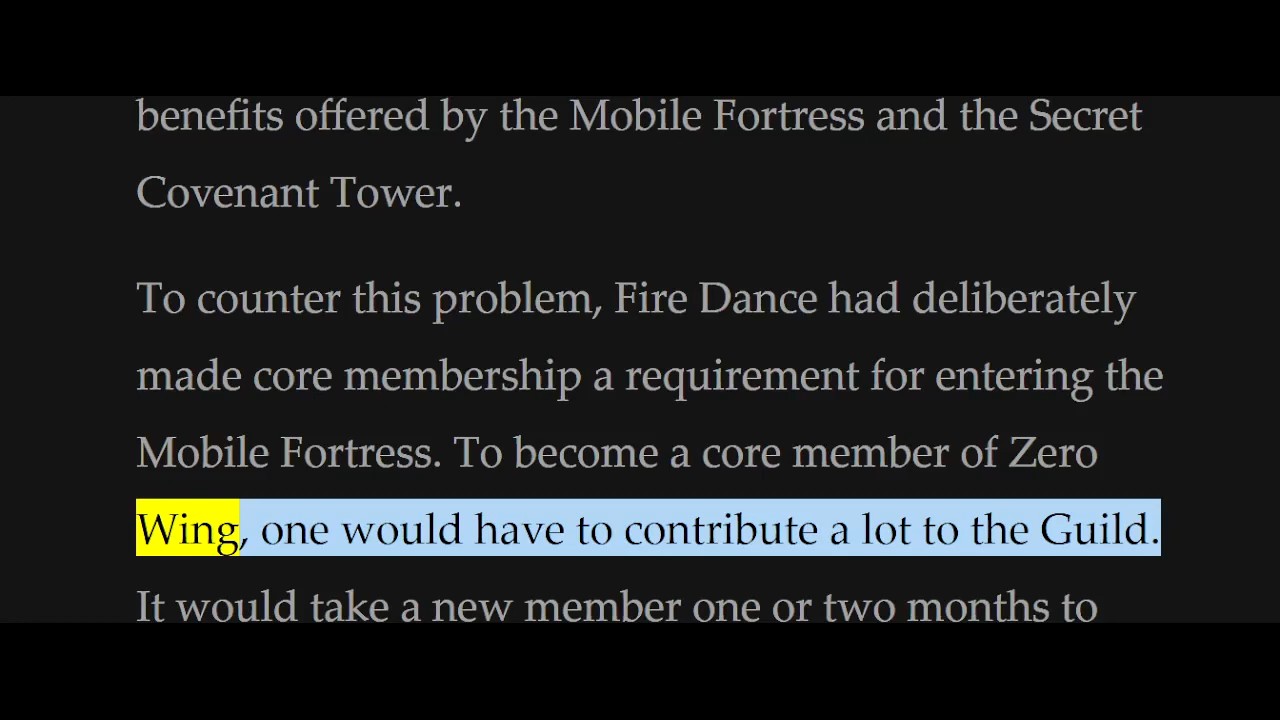 benefits offered by the Mobile Fortress and the Secret
Covenant Tower.
To counter this problem, Fire Dance had deliberately
made core membership a requirement for entering the
Mobile Fortress. To become a core member of Zero
Wing, one would have to contribute a lot to the Guild.
It would take a new member one or two months to